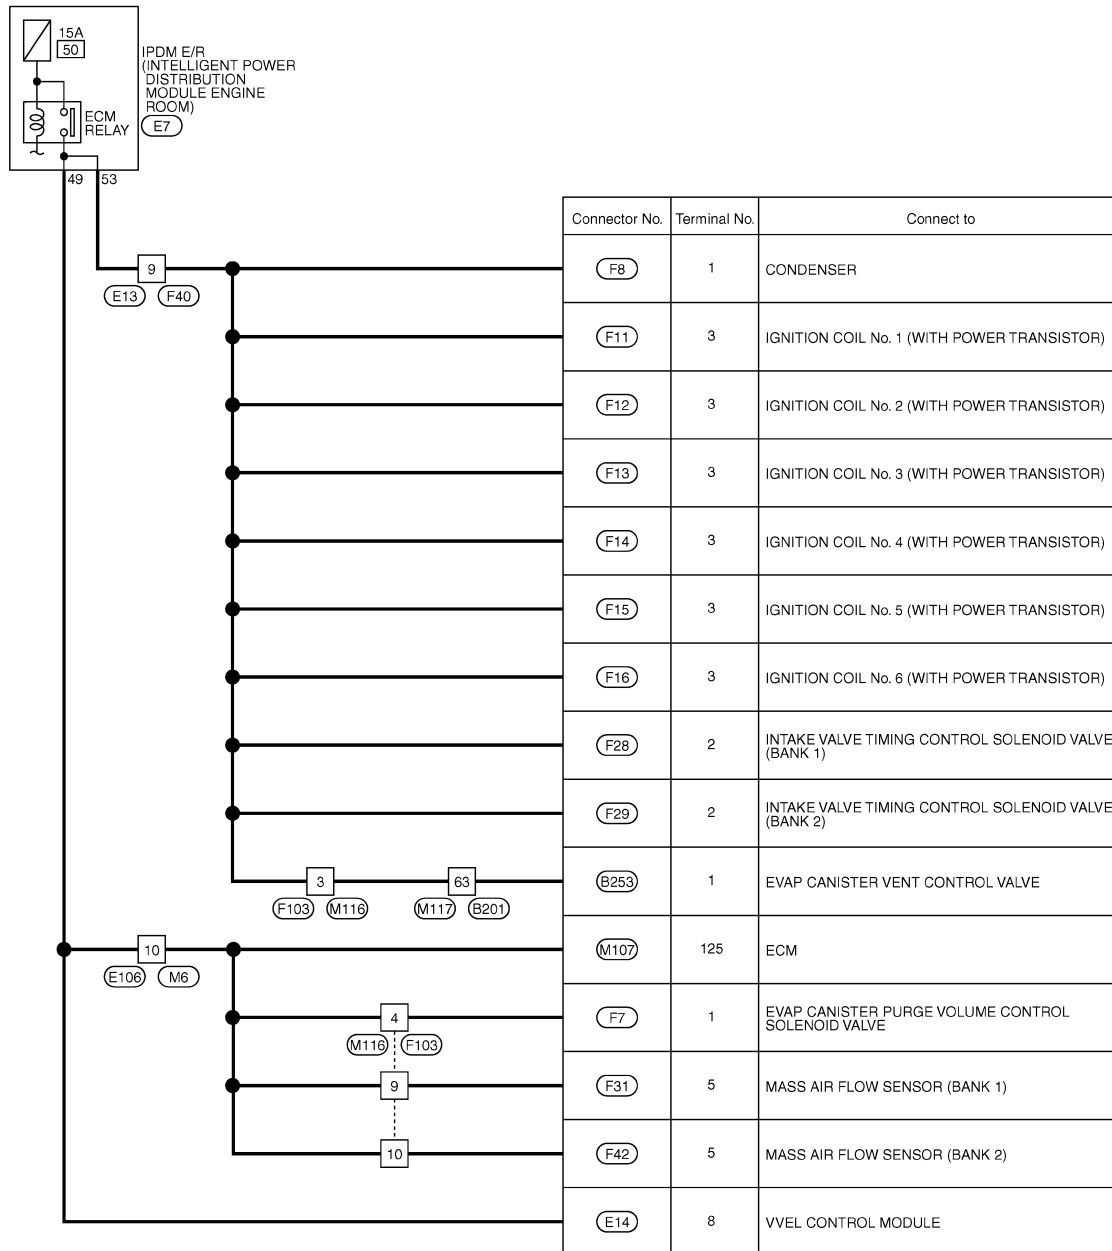 15A
50
IPDM E/R
(INTELLIGENT POWER
DISTRIBUTION
MODULE ENGINE
ROOM)
E7
ECM
RELAY
49 53
Connector No. Terminal No. Connect to
9
E13 F40
F8 1 CONDENSER
F11 3 IGNITION COIL No. 1 (WITH POWER TRANSISTOR)
F12 3 IGNITION COIL No. 2 (WITH POWER TRANSISTOR)
F13 3 IGNITION COIL No. 3 (WITH POWER TRANSISTOR)
F14 3 IGNITION COIL No. 4 (WITH POWER TRANSISTOR)
F15 3 IGNITION COIL No. 5 (WITH POWER TRANSISTOR)
F16 3 IGNITION COIL No. 6 (WITH POWER TRANSISTOR)
F28 2 INTAKE VALVE TIMING CONTROL SOLENOID VALVE
(BANK 1)
F29 2 INTAKE VALVE TIMING CONTROL SOLENOID VALVE
(BANK 2)
3 63 B253 1 EVAP CANISTER VENT CONTROL VALVE
F103 M116 M117 B201
10 M107 125 ECM
E106 M6
4 F7 1 EVAP CANISTER PURGE VOLUME CONTROL
SOLENOID VALVE
M116 F103
9 F31 5 MASS AIR FLOW SENSOR (BANK 1)
10 F42 5 MASS AIR FLOW SENSOR (BANK 2)
E14 8 VVEL CONTROL MODULE